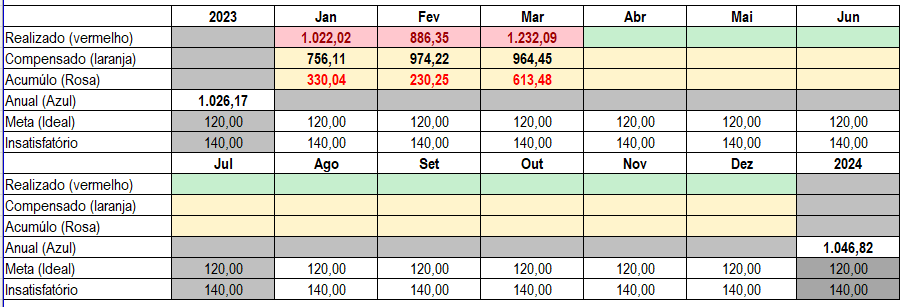 2023 Jan Fev Mar Abr Mai Jun
Realizado (vermelho) 1.022,02 886,35 1.232,09
Compensado (laranja) 756,11 974,22 964,45
Acumúlo (Rosa) 330,04 230,25 613,48
Anual (Azul) 1.026,17
Meta (Ideal) 120,00 120,00 120,00 120,00 120,00 120,00 120,00
Insatisfatório 140,00 140,00 140,00 140,00 140,00 140,00 140,00
Jul Ago Set Out Nov Dez 2024
Realizado (vermelho)
Compensado (laranja)
Acumúlo (Rosa)
Anual (Azul) 1.046,82
Meta (Ideal) 120,00 120,00 120,00 120,00 120,00 120,00 120,00
Insatisfatório 140,00 140,00 140,00 140,00 140,00 140,00 140,00